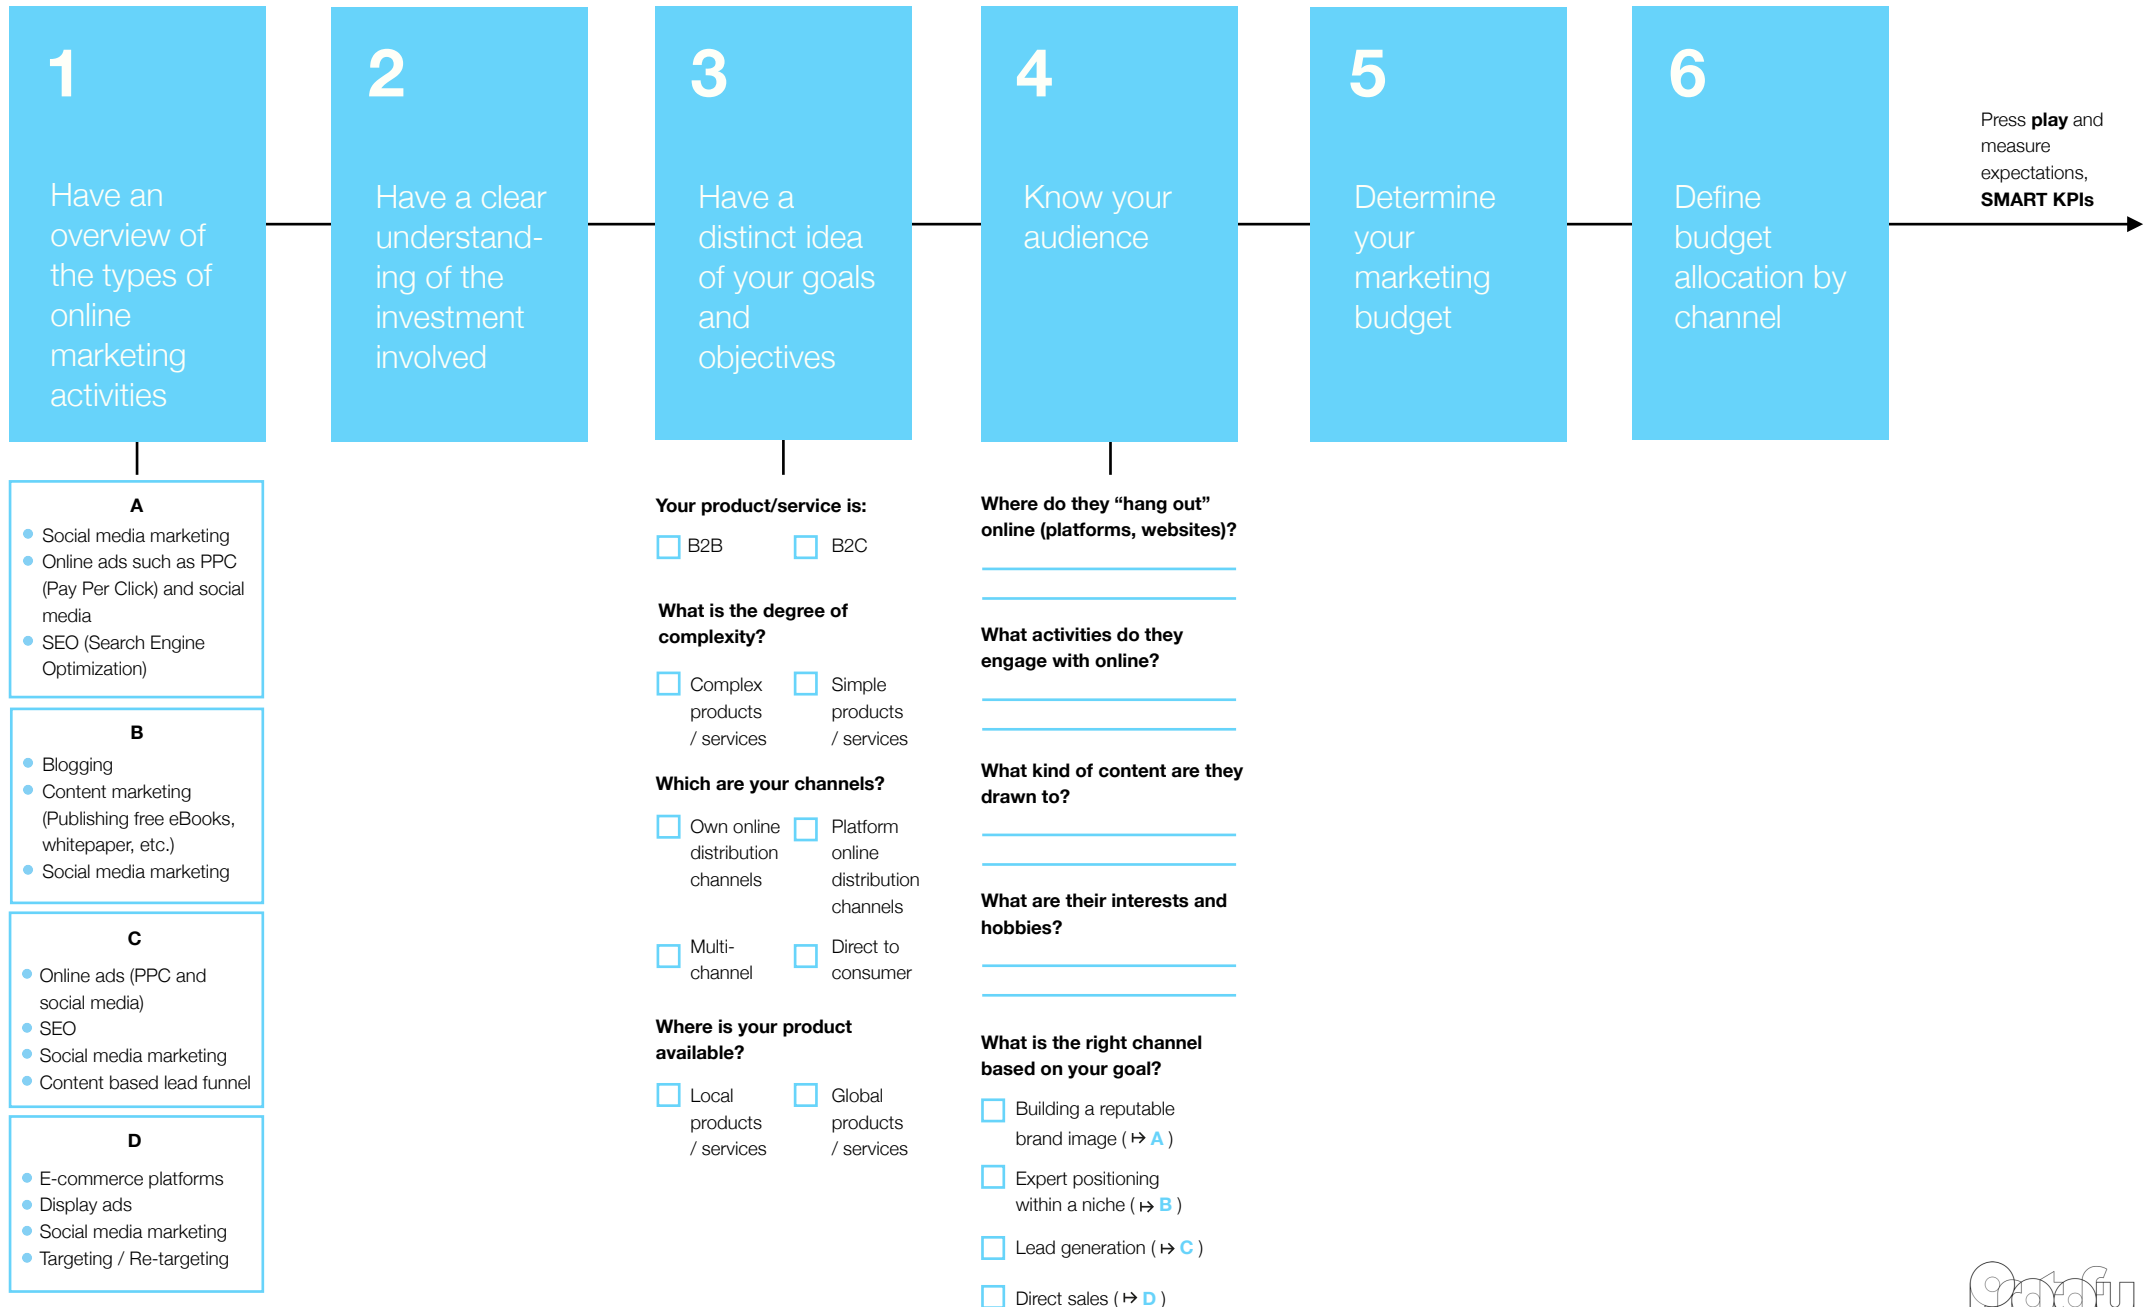 1
Have an
overview of
the types of
online
marketing
activities
2
Have a clear
understand-
ing of the
investment
involved
3
Have a
distinct idea
of your goals
and
objectives
4
Know your
audience
5
Determine
your
marketing
budget
6
Define
budget
allocation by
channel
Press play and
measure
expectations,
SMART KPIs
A
Social media marketing
Online ads such as PPC
(Pay Per Click) and social
media
SEO (Search Engine
Optimization)
B
Blogging
Content marketing
(Publishing free eBooks,
whitepaper, etc.)
Social media marketing
C
Online ads (PPC and
social media)
SEO
Social media marketing
Content based lead funnel
D
E-commerce platforms
Display ads
Social media marketing
Targeting / Re-targeting
Your product/service is:
B2B
B2C
What is the degree of
complexity?
Complex
products
/ services
Simple
products
/ services
Which are your channels?
Own online
distribution
channels
Platform
online
distribution
channels
Multi-
channel
Direct to
consumer
Where is your product
available?
Local
products
/ services
Global
products
/ services
Where do they “hang out”
online (platforms, websites)?
What activities do they
engage with online?
What kind of content are they
drawn to?
What are their interests and
hobbies?
What is the right channel
based on your goal?
Building a reputable
brand image (↦ A )
Expert positioning
within a niche (↦ B )
Lead generation (↦ C )
Direct sales (↦ D )